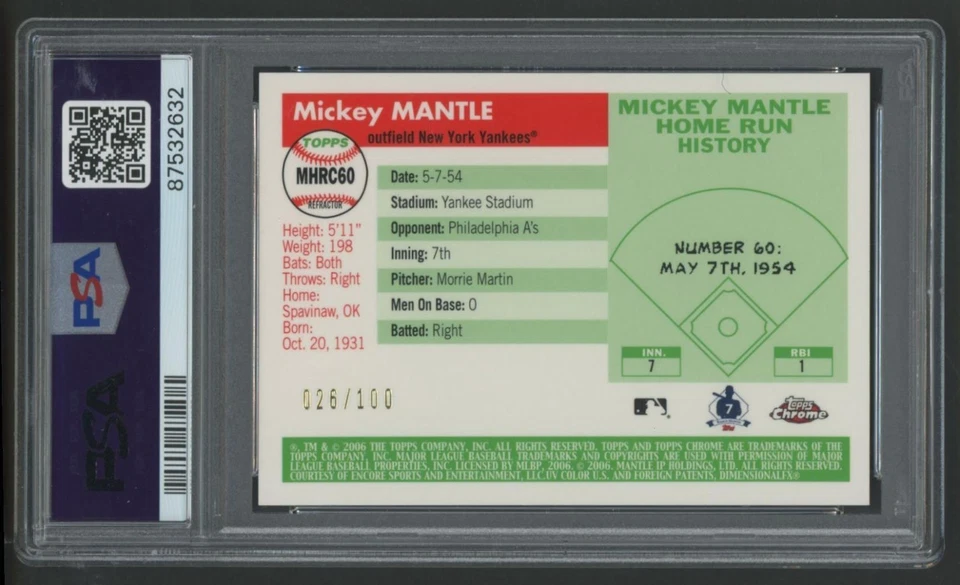 87532632
PSA
PSA
Mickey MANTLE
outfield New York Yankees®
TOPPS
MHRC60
REFRACTOR
Height: 5'11"
Weight: 198
Bats: Both
Throws: Right
Home:
Spavinaw, OK
Born:
Oct. 20, 1931
Date: 5-7-54
Stadium: Yankee Stadium
Opponent: Philadelphia A's
Inning: 7th
Pitcher: Morrie Martin
Men On Base: 0
Batted: Right
026/100
MICKEY MANTLE
HOME RUN
HISTORY
NUMBER 60:
MAY 7TH, 1954
INN.
7
RBI
1
7
Topps
Topps
Chrome
®, TM & © 2006 THE TOPPS COMPANY, INC. ALL RIGHTS RESERVED. TOPPS AND TOPPS CHROME ARE TRADEMARKS OF THE
TOPPS COMPANY, INC. MAJOR LEAGUE BASEBALL TRADEMARKS AND COPYRIGHTS ARE USED WITH PERMISSION OF MAJOR
LEAGUE BASEBALL PROPERTIES, INC. LICENSED BY MLBP, 2006. © 2006. MANTLE IP HOLDINGS, LTD. ALL RIGHTS RESERVED.
COURTESY OF ENCORE SPORTS AND ENTERTAINMENT, LLC.UV COLOR U.S. AND FOREIGN PATENTS, DIMENSIONALFX®